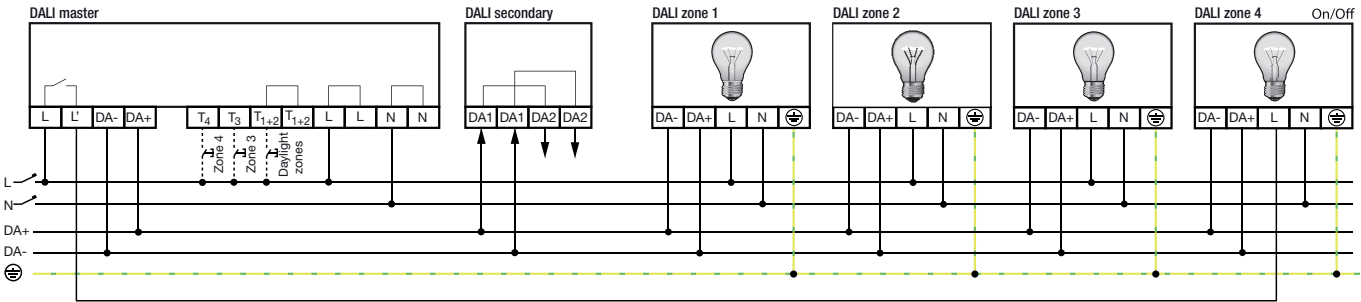 DALI master
DALI secondary
DALI zone 1
DALI zone 2
DALI zone 3
DALI zone 4 On/Off
L L' DA- DA+ T4 T3 T1+2 T1+2 L L N N
DA1 DA1 DA2 DA2
DA- DA+ L N
DA- DA+ L N
DA- DA+ L N
DA- DA+ L N
Zone 4
Zone 3
Daylight
zones
L
N
DA+
DA-